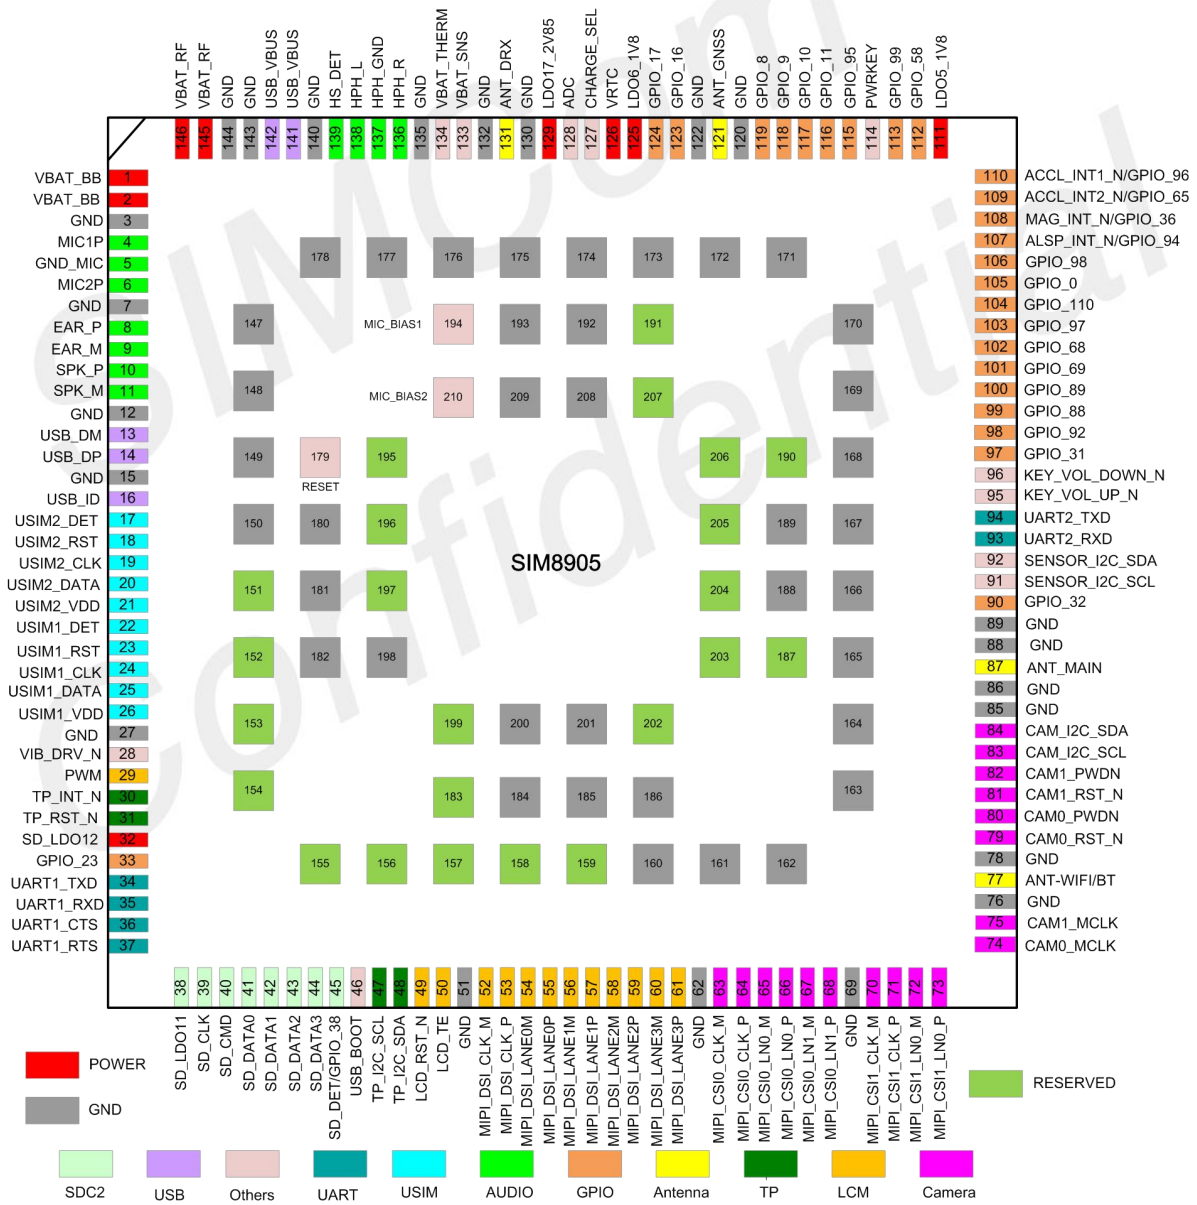 SIMCom
Confidential
VBAT_RF
VBAT_RF
GND
GND
USB_VBUS
USB_VBUS
GND
HS_DET
HPH_L
HPH_GND
HPH_R
GND
VBAT_THERM
VBAT_SNS
GND
ANT_DRX
GND
LDO17_2V85
ADC
CHARGE_SEL
VRTC
LDO6_1V8
GPIO_17
GPIO_16
GND
ANT_GNSS
GND
GPIO_8
GPIO_9
GPIO_10
GPIO_11
GPIO_95
PWRKEY
GPIO_99
GPIO_58
LDO5_1V8
146 145 144 143 142 141 140 139 138 137 136 135 134 133 132 131 130 129 128 127 126 125 124 123 122 121 120 119 118 117 116 115 114 113 112 111
VBAT_BB 1
VBAT_BB 2
GND 3
MIC1P 4
GND_MIC 5
MIC2P 6
GND 7
EAR_P 8
EAR_M 9
SPK_P 10
SPK_M 11
GND 12
USB_DM 13
USB_DP 14
GND 15
USB_ID 16
USIM2_DET 17
USIM2_RST 18
USIM2_CLK 19
USIM2_DATA 20
USIM2_VDD 21
USIM1_DET 22
USIM1_RST 23
USIM1_CLK 24
USIM1_DATA 25
USIM1_VDD 26
GND 27
VIB_DRV_N 28
PWM 29
TP_INT_N 30
TP_RST_N 31
SD_LDO12 32
GPIO_23 33
UART1_TXD 34
UART1_RXD 35
UART1_CTS 36
UART1_RTS 37
178 177 176 175 174 173 172 171
147 MIC_BIAS1 194 193 192 191 170
148 MIC_BIAS2 210 209 208 207 169
149 179 195 206 190 168
RESET
150 180 196 205 189 167
SIM8905
151 181 197 204 188 166
152 182 198 203 187 165
153 199 200 201 202 164
154 183 184 185 186 163
155 156 157 158 159 160 161 162
110 ACCL_INT1_N/GPIO_96
109 ACCL_INT2_N/GPIO_65
108 MAG_INT_N/GPIO_36
107 ALSP_INT_N/GPIO_94
106 GPIO_98
105 GPIO_0
104 GPIO_110
103 GPIO_97
102 GPIO_68
101 GPIO_69
100 GPIO_89
99 GPIO_88
98 GPIO_92
97 GPIO_31
96 KEY_VOL_DOWN_N
95 KEY_VOL_UP_N
94 UART2_TXD
93 UART2_RXD
92 SENSOR_I2C_SDA
91 SENSOR_I2C_SCL
90 GPIO_32
89 GND
88 GND
87 ANT_MAIN
86 GND
85 GND
84 CAM_I2C_SDA
83 CAM_I2C_SCL
82 CAM1_PWDN
81 CAM1_RST_N
80 CAM0_PWDN
79 CAM0_RST_N
78 GND
77 ANT-WIFI/BT
76 GND
75 CAM1_MCLK
74 CAM0_MCLK
38 39 40 41 42 43 44 45 46 47 48 49 50 51 52 53 54 55 56 57 58 59 60 61 62 63 64 65 66 67 68 69 70 71 72 73
SD_LDO11
SD_CLK
SD_CMD
SD_DATA0
SD_DATA1
SD_DATA2
SD_DATA3
SD_DET/GPIO_38
USB_BOOT
TP_I2C_SCL
TP_I2C_SDA
LCD_RST_N
LCD_TE
GND
MIPI_DSI_CLK_M
MIPI_DSI_CLK_P
MIPI_DSI_LANE0M
MIPI_DSI_LANE0P
MIPI_DSI_LANE1M
MIPI_DSI_LANE1P
MIPI_DSI_LANE2M
MIPI_DSI_LANE2P
MIPI_DSI_LANE3M
MIPI_DSI_LANE3P
GND
MIPI_CSI0_CLK_M
MIPI_CSI0_CLK_P
MIPI_CSI0_LN0_M
MIPI_CSI0_LN0_P
MIPI_CSI0_LN1_M
MIPI_CSI0_LN1_P
GND
MIPI_CSI1_CLK_M
MIPI_CSI1_CLK_P
MIPI_CSI1_LN0_M
MIPI_CSI1_LN0_P
POWER
GND
RESERVED
SDC2 USB Others UART USIM AUDIO GPIO Antenna TP LCM Camera